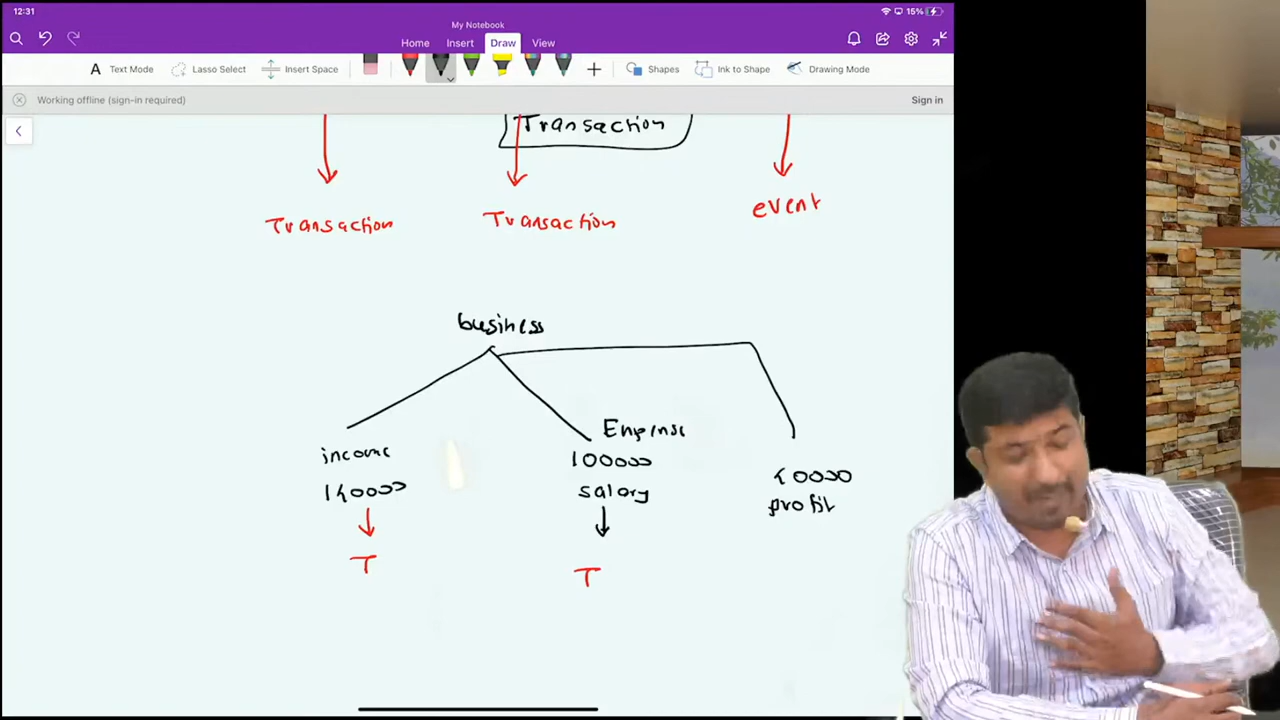 12:31
15%
My Notebook
Home Insert Draw View
Text Mode Lasso Select Insert Space Shapes Ink to Shape Drawing Mode
Working offline (sign-in required) Sign in
Transaction
Transaction Transaction event
business
income Expense
150000 100000 50000
salary profit
T T